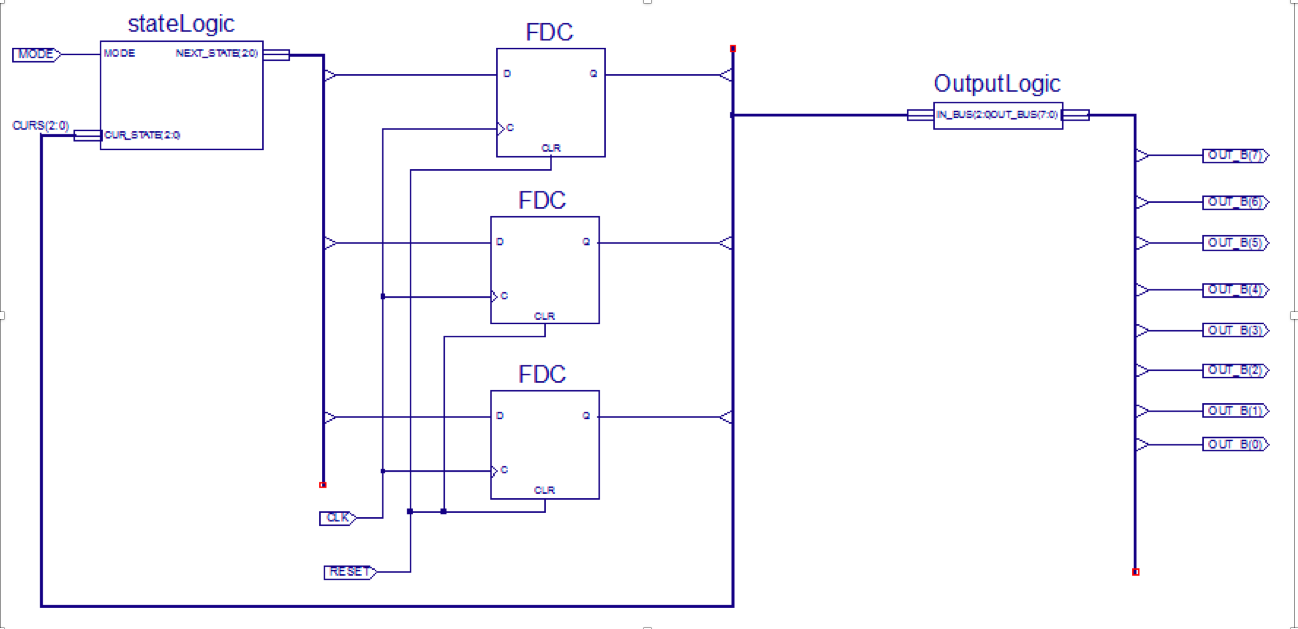 stateLogic
MODE
MODE
NEXT_STATE(2:0)
CURS(2:0)
CUR_STATE(2:0)
FDC
D
Q
C
CLR
FDC
D
Q
C
CLR
FDC
D
Q
C
CLR
CLK
RESET
OutputLogic
IN_BUS(2:0)OUT_BUS(7:0)
OUT_B(7)
OUT_B(6)
OUT_B(5)
OUT_B(4)
OUT_B(3)
OUT_B(2)
OUT_B(1)
OUT_B(0)